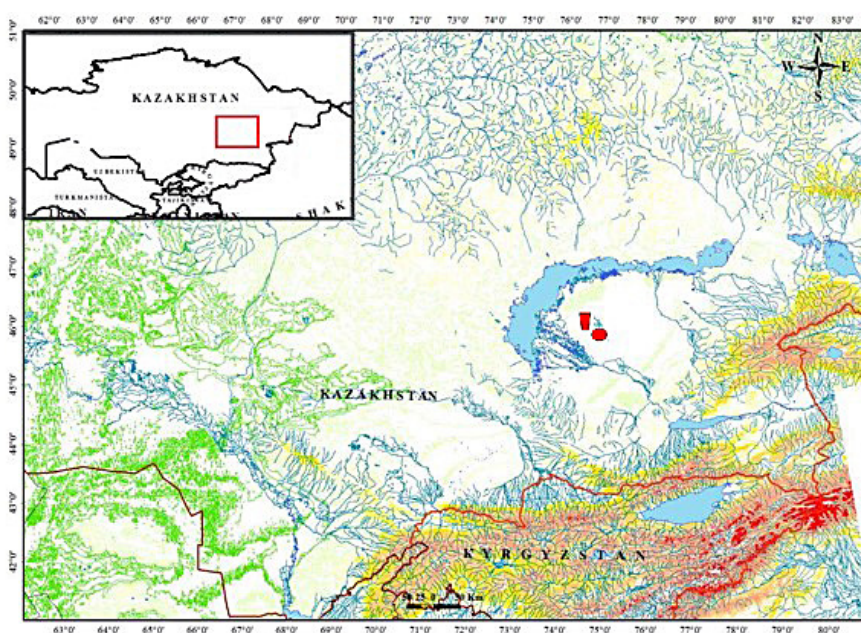 62°0' 63°0' 64°0' 65°0' 66°0' 67°0' 68°0' 69°0' 70°0' 71°0' 72°0' 73°0' 74°0' 75°0' 76°0' 77°0' 78°0' 79°0' 80°0' 81°0' 82°0' 83°0'
N
W E
S
KAZAKHSTAN
UZBEKIST
TURKMANISTA
TAJIKI
SHAK
51°0'
50°0'
49°0'
48°0'
47°0'
46°0'
45°0'
44°0'
43°0'
42°0'
KAZAKHSTAN
KYRGYZSTAN
Km
63°0' 64°0' 65°0' 66°0' 67°0' 68°0' 69°0' 70°0' 71°0' 72°0' 73°0' 74°0' 75°0' 76°0' 77°0' 78°0' 79°0' 80°0'